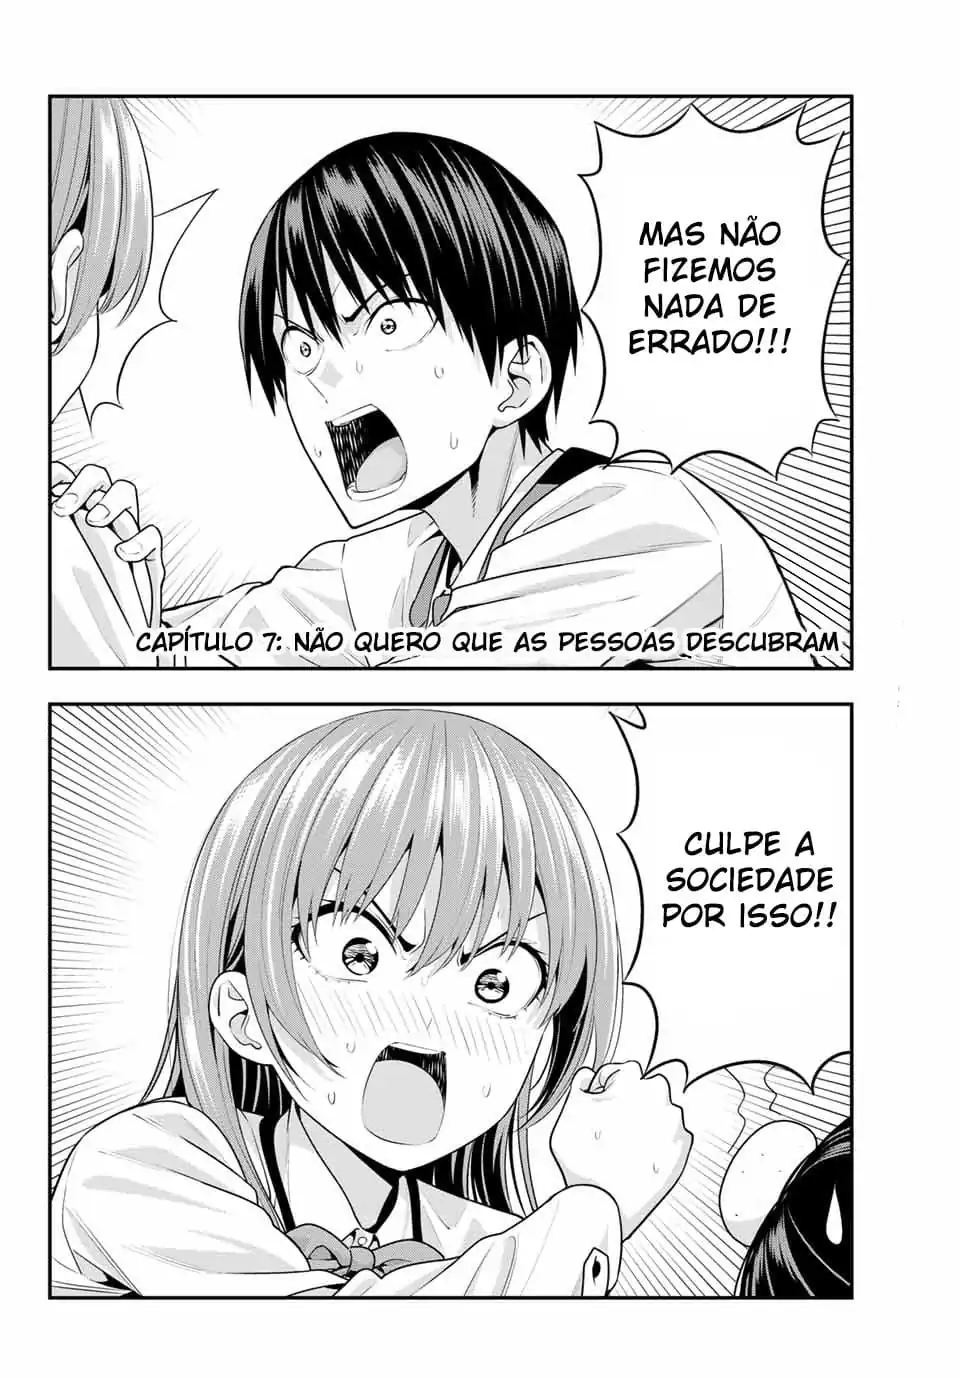 MAS NÃO
FIZEMOS
NADA DE
ERRADO!!!
CAPÍTULO 7: NÃO QUERO QUE AS PESSOAS DESCUBRAM
CULPE A
SOCIEDADE
POR ISSO!!